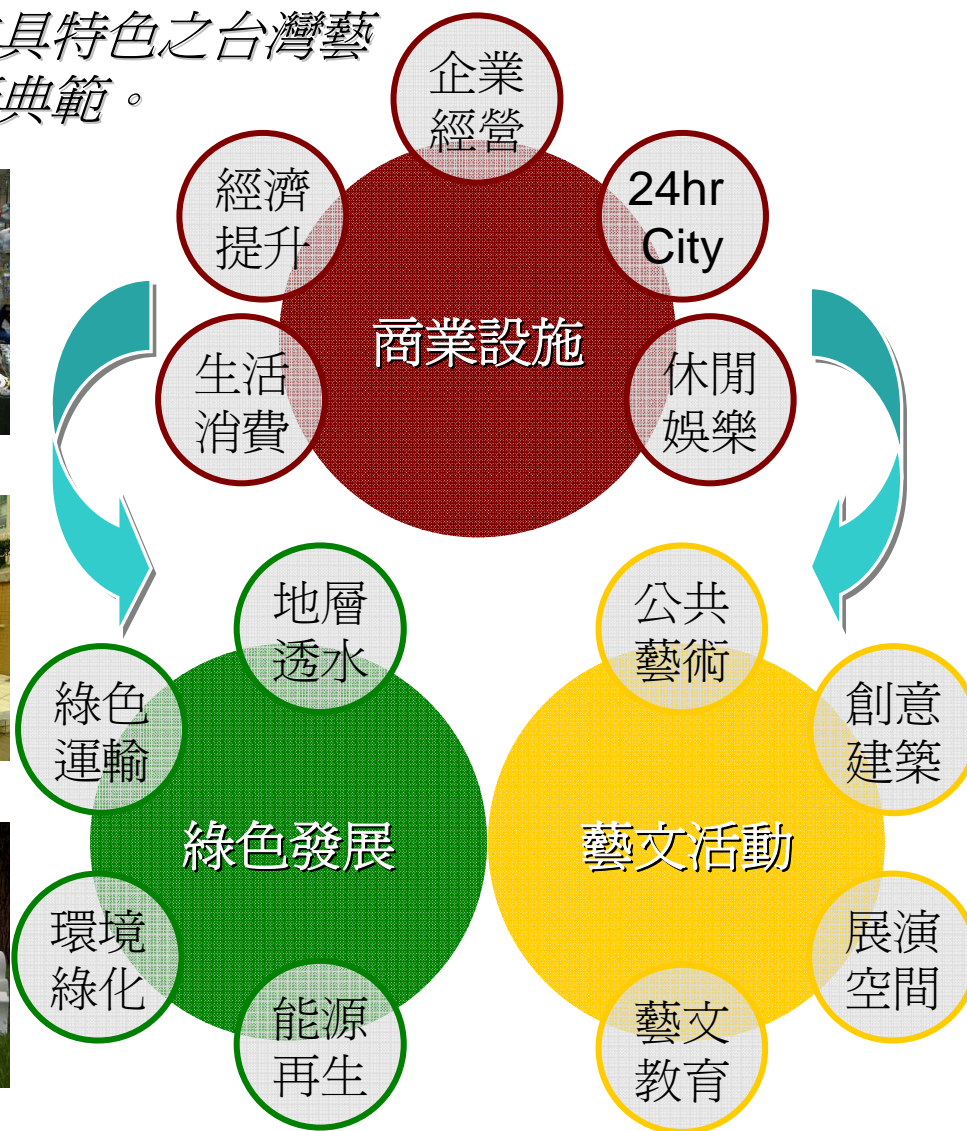 具特色之台灣藝
典範。
企業
經營
經濟
提升
24hr
City
商業設施
生活
消費
休閒
娛樂
地層
透水
公共
藝術
綠色
運輸
創意
建築
綠色發展
藝文活動
環境
綠化
展演
空間
能源
再生
藝文
教育